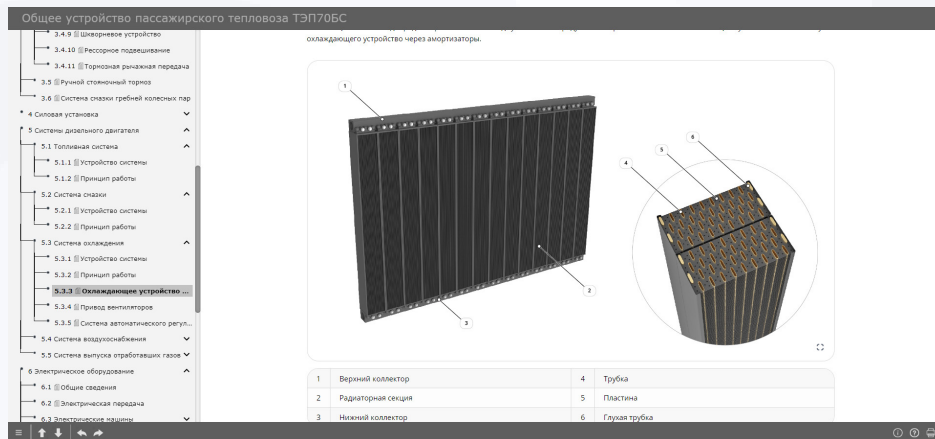 Общее устройство пассажирского тепловоза ТЭП70БС
3.4.9 Шкворневое устройство
3.4.10 Рессорное подвешивание
3.4.11 Тормозная рычажная передача
3.5 Ручной стояночный тормоз
3.6 Система смазки гребней колесных пар
4 Силовая установка
5 Системы дизельного двигателя
5.1 Топливная система
5.1.1 Устройство системы
5.1.2 Принцип работы
5.2 Система смазки
5.2.1 Устройство системы
5.2.2 Принцип работы
5.3 Система охлаждения
5.3.1 Устройство системы
5.3.2 Принцип работы
5.3.3 Охлаждающее устройство ...
5.3.4 Привод вентиляторов
5.3.5 Система автоматического регул...
5.4 Система воздухоснабжения
5.5 Система выпуска отработавших газов
6 Электрическое оборудование
6.1 Общие сведения
6.2 Электрическая передача
6.3 Электрические машины
охлаждающего устройство через амортизаторы.
1
2
3
4
5
6
1 Верхний коллектор 4 Трубка
2 Радиаторная секция 5 Пластина
3 Нижний коллектор 6 Глухая трубка